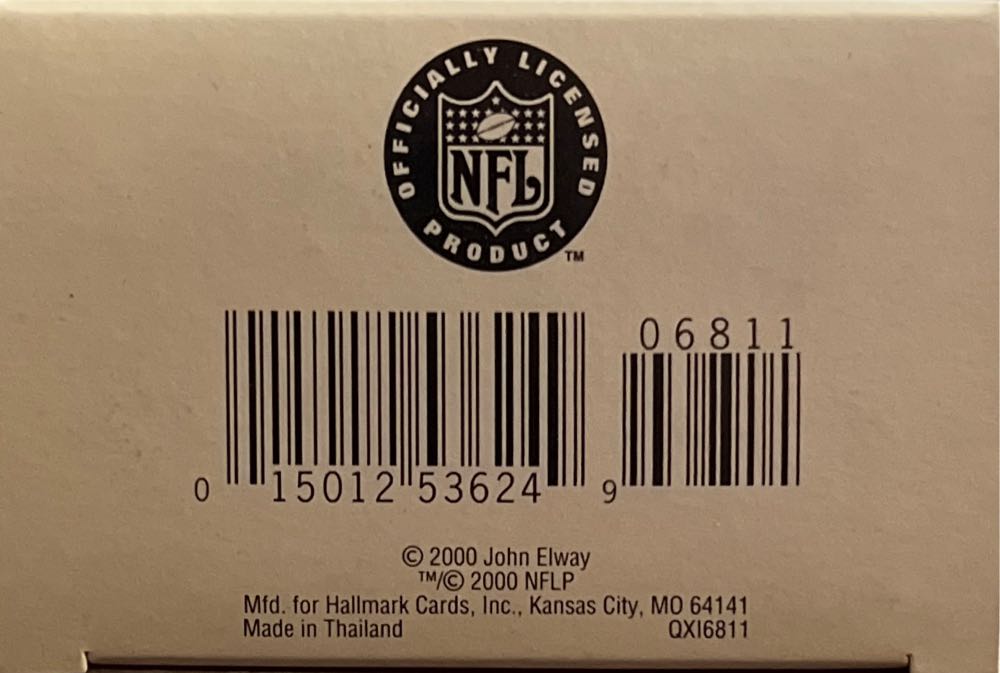 OFFICIALLY LICENSED
NFL
PRODUCT
TM
06811
0 15012 53624 9
© 2000 John Elway
™/© 2000 NFLP
Mfd. for Hallmark Cards, Inc., Kansas City, MO 64141
Made in Thailand QXI6811